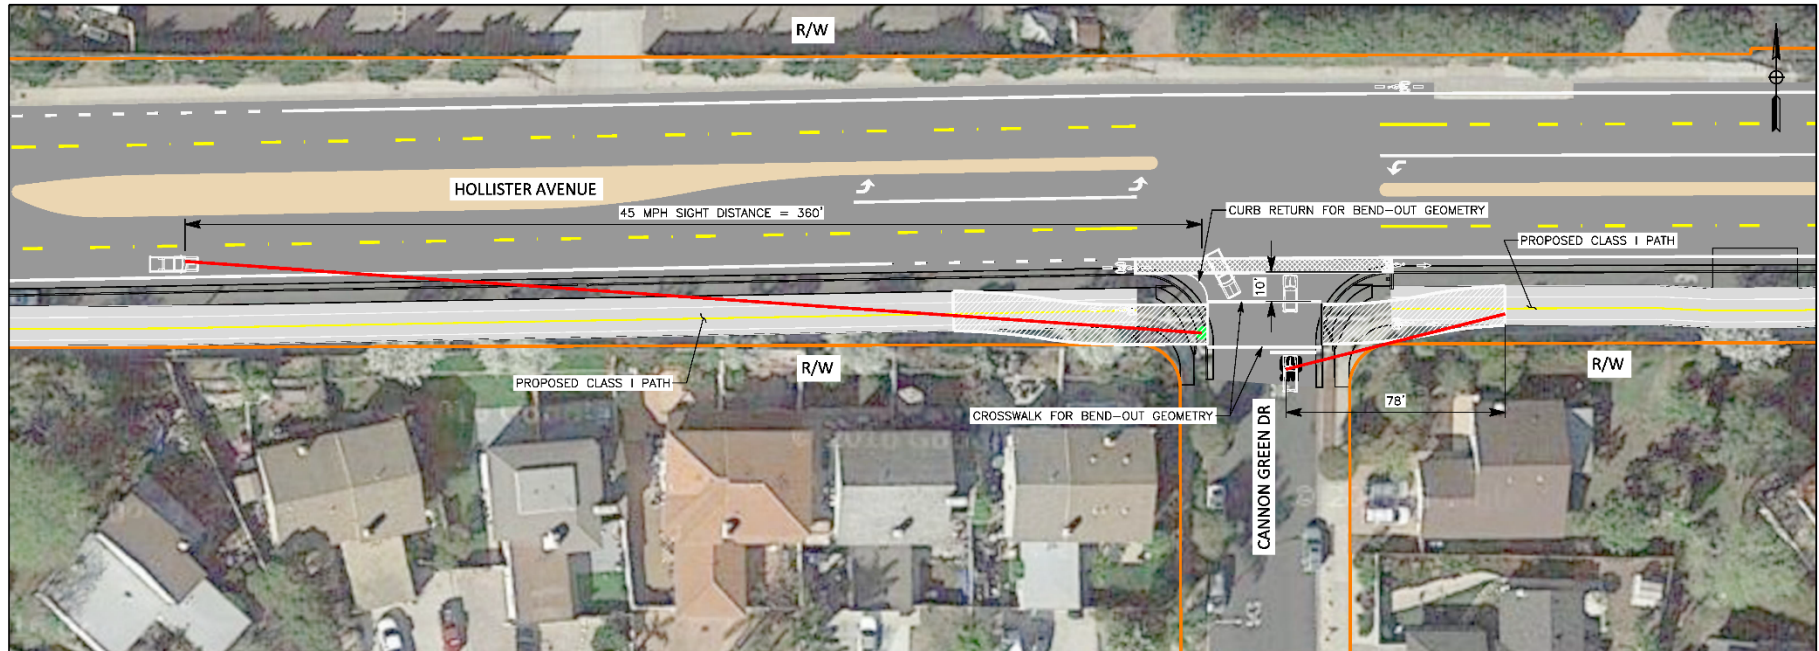 R/W
HOLLISTER AVENUE
45 MPH SIGHT DISTANCE = 360'
CURB RETURN FOR BEND-OUT GEOMETRY
PROPOSED CLASS I PATH
10'
R/W
R/W
PROPOSED CLASS I PATH
78'
CROSSWALK FOR BEND-OUT GEOMETRY
CANNON GREEN DR